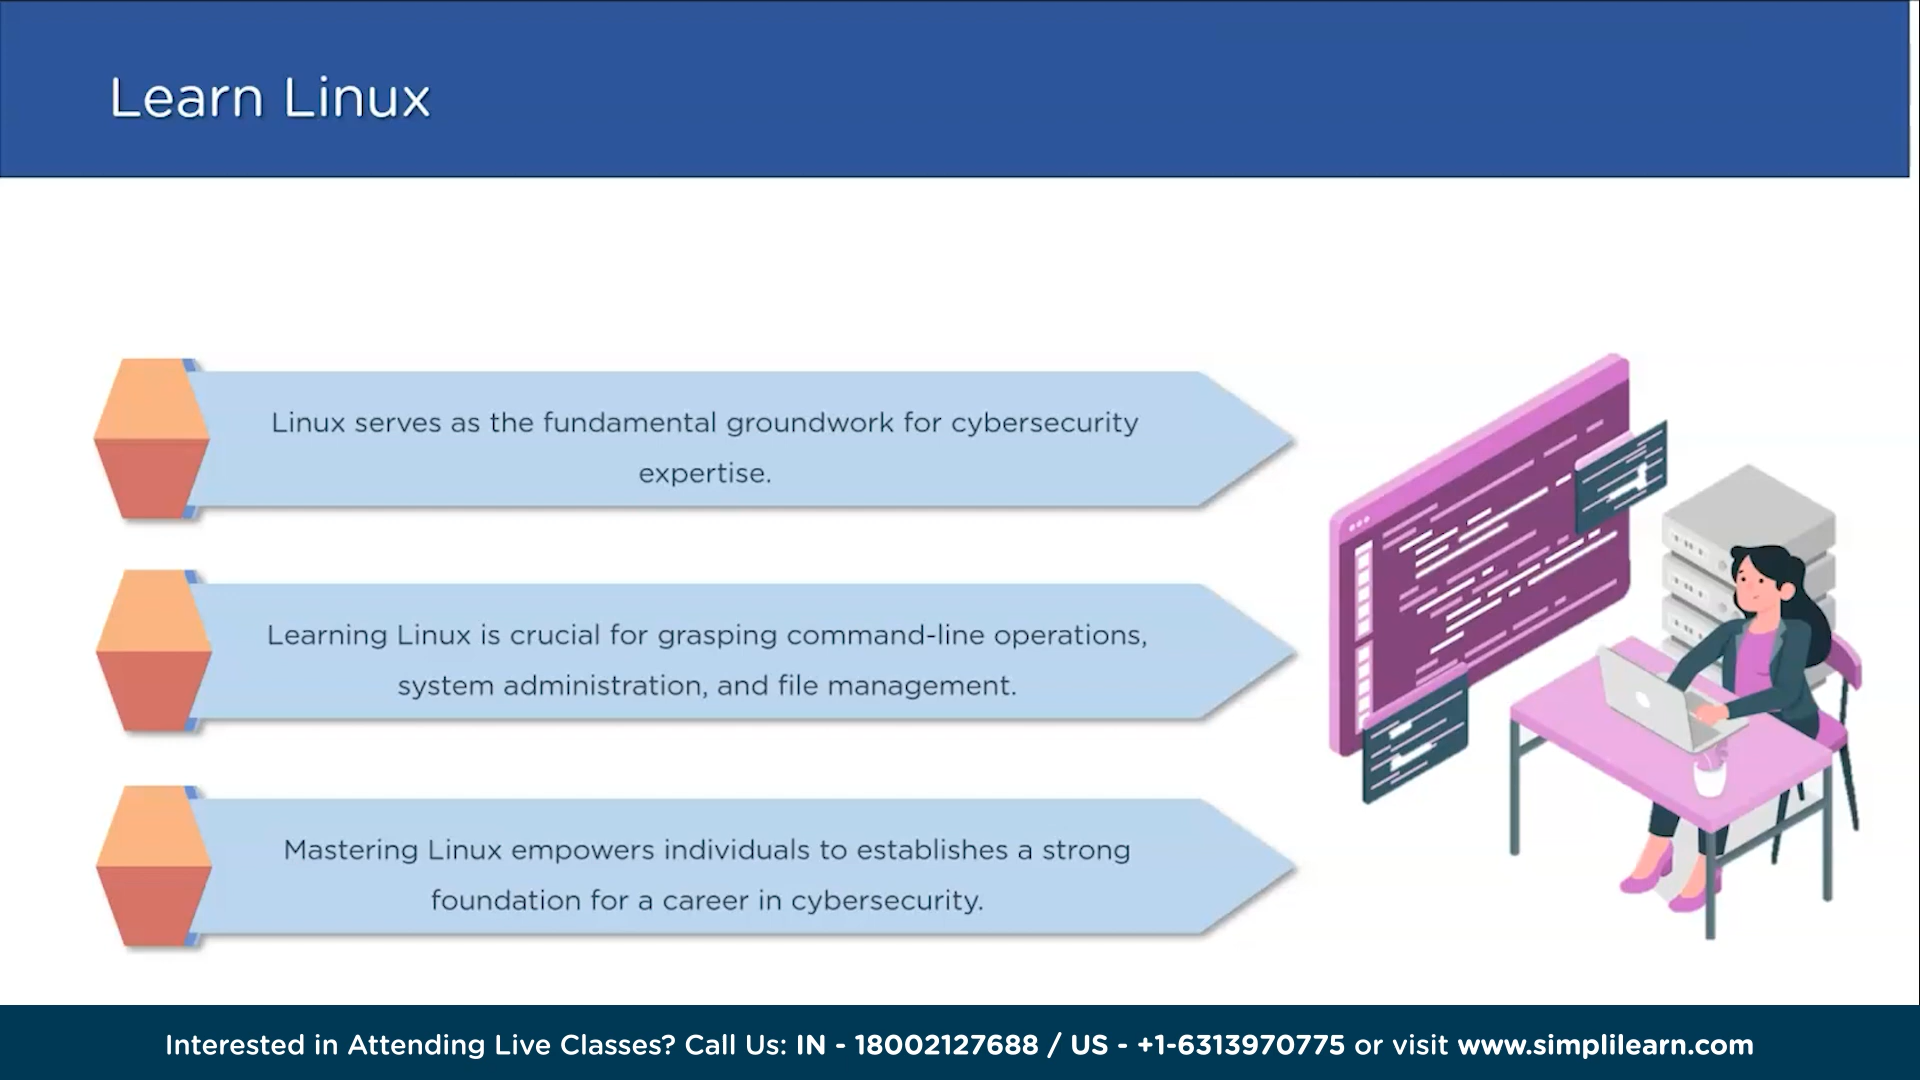 Learn Linux
Linux serves as the fundamental groundwork for cybersecurity
expertise.
Learning Linux is crucial for grasping command-line operations,
system administration, and file management.
Mastering Linux empowers individuals to establishes a strong
foundation for a career in cybersecurity.
Interested in Attending Live Classes? Call Us: IN - 18002127688 / US - +1-6313970775 or visit www.simplilearn.com